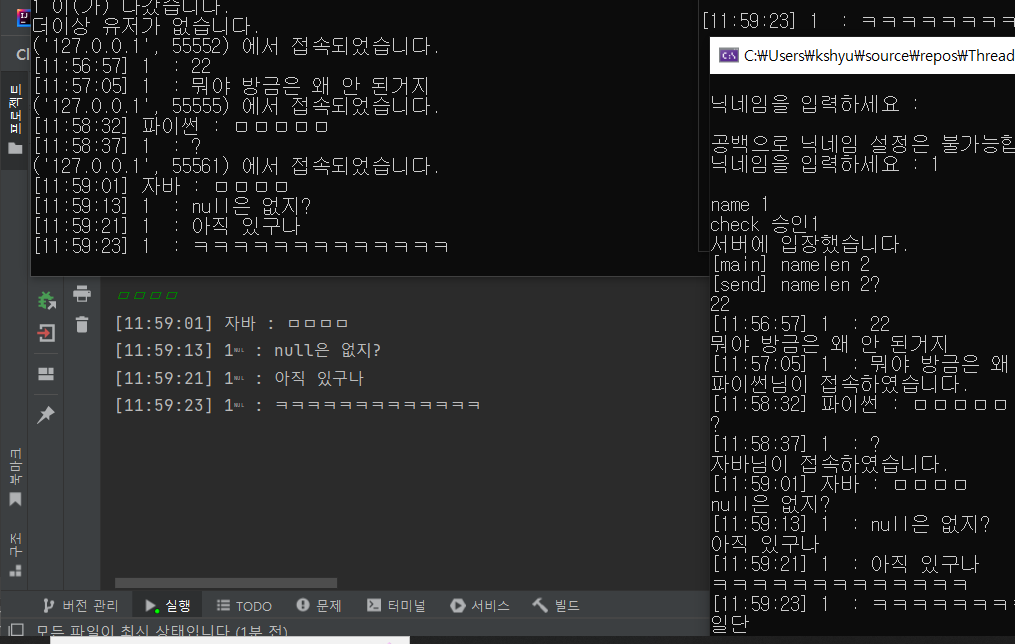 1 이(가) 나갔습니다.
더이상 유저가 없습니다.
('127.0.0.1', 55552) 에서 접속되었습니다.
[11:56:57] 1  : 22
[11:57:05] 1  : 뭐야 방금은 왜 안 된거지
('127.0.0.1', 55555) 에서 접속되었습니다.
[11:58:32] 파이썬 : ㅁㅁㅁㅁㅁ
[11:58:37] 1  : ?
('127.0.0.1', 55561) 에서 접속되었습니다.
[11:59:01] 자바 : ㅁㅁㅁㅁ
[11:59:13] 1  : null은 없지?
[11:59:21] 1  : 아직 있구나
[11:59:23] 1  : ㅋㅋㅋㅋㅋㅋㅋㅋㅋㅋㅋㅋㅋ
[11:59:23] 1  : ㅋㅋㅋㅋㅋㅋㅋㅋ
C:\Users\kshyu\source\repos\Thread
닉네임을 입력하세요 :
공백으로 닉네임 설정은 불가능합
닉네임을 입력하세요 : 1
name 1
check 승인1
서버에 입장했습니다.
[main] namelen 2
[send] namelen 2?
22
[11:56:57] 1  : 22
뭐야 방금은 왜 안 된거지
[11:57:05] 1  : 뭐야 방금은 왜
파이썬님이 접속하였습니다.
[11:58:32] 파이썬 : ㅁㅁㅁㅁㅁ
?
[11:58:37] 1  : ?
자바님이 접속하였습니다.
[11:59:01] 자바 : ㅁㅁㅁㅁ
null은 없지?
[11:59:13] 1  : null은 없지?
아직 있구나
[11:59:21] 1  : 아직 있구나
ㅋㅋㅋㅋㅋㅋㅋㅋㅋㅋㅋㅋㅋ
[11:59:23] 1  : ㅋㅋㅋㅋㅋㅋㅋ
일단
Cl
프로젝트
북마크
구조
ㅁㅁㅁㅁ
[11:59:01] 자바 : ㅁㅁㅁㅁ
[11:59:13] 1NUL : null은 없지?
[11:59:21] 1NUL : 아직 있구나
[11:59:23] 1NUL : ㅋㅋㅋㅋㅋㅋㅋㅋㅋㅋㅋㅋㅋ
버전 관리 실행 TODO 문제 터미널 서비스 빌드
모든 파일이 최신 상태입니다 (1분 전)